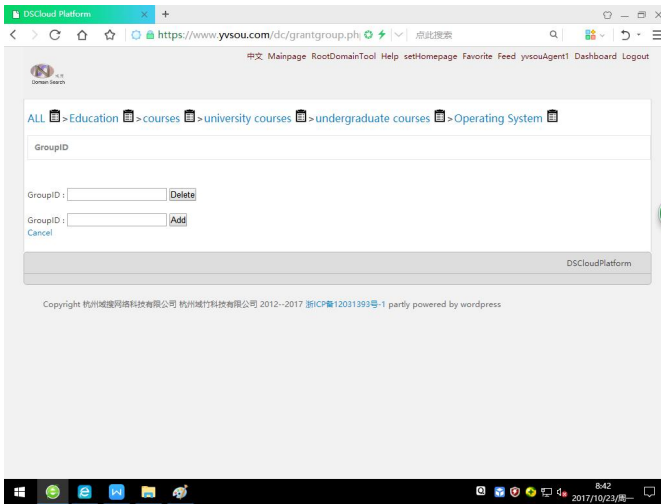 DSCloud Platform
https://www.yvsou.com/dc/grantgroup.ph
点此搜索
中文 Mainpage RootDomainTool Help setHomepage Favorite Feed yvsouAgent1 Dashboard Logout
Domain Search
ALL >Education >courses >university courses >undergraduate courses >Operating System
GroupID
GroupID : Delete
GroupID : Add
Cancel
DSCloudPlatform
Copyright 杭州域搜网络科技有限公司 杭州域竹科技有限公司 2012--2017 浙ICP备12031393号-1 partly powered by wordpress
8:42
2017/10/23/周一